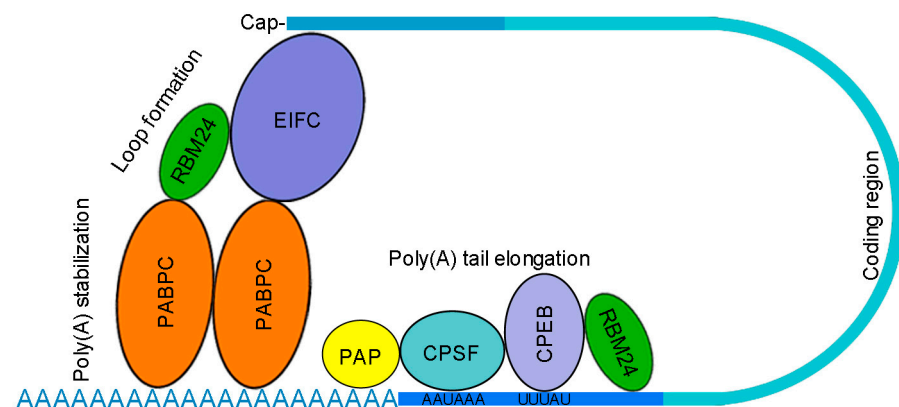 Cap-
EIFC
Loop formation
RBM24
Poly(A) stabilization
PABPC
PABPC
Coding region
Poly(A) tail elongation
PAP
CPSF
CPEB
RBM24
AAAAAAAAAAAAAAAAAAAAAA
AAUAAA
UUUAU